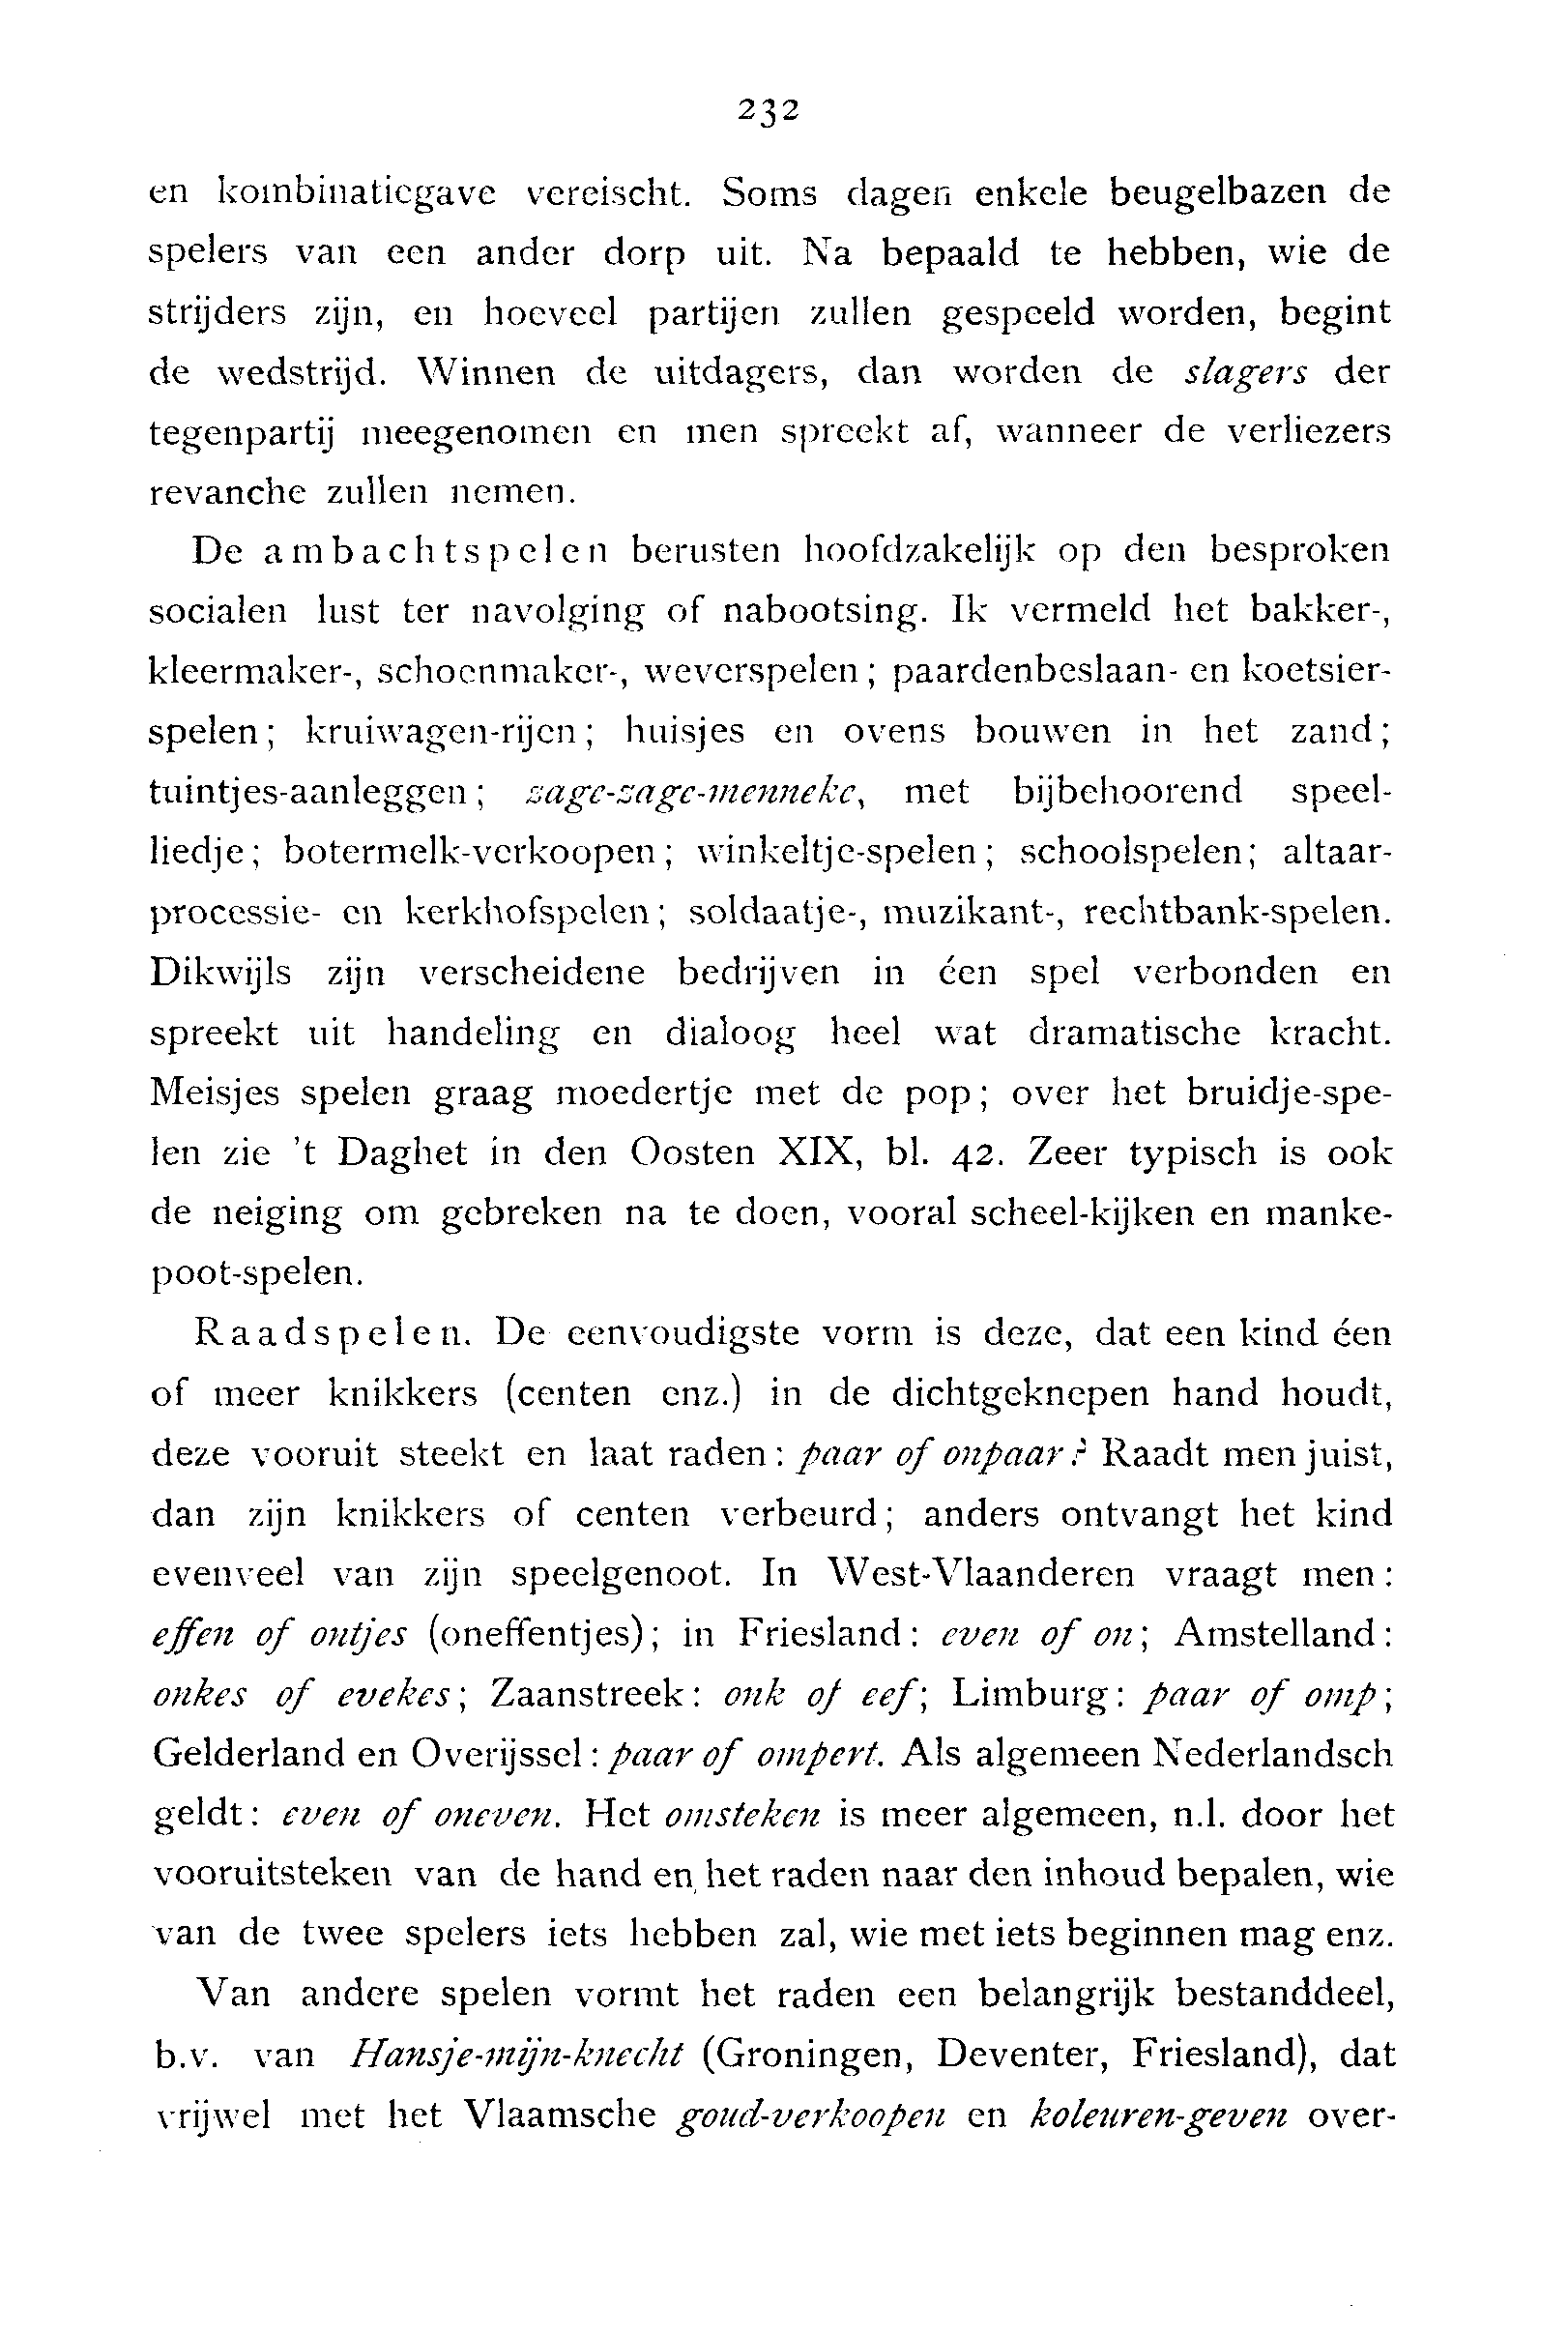 232
en kombinatiegave vereischt. Soms dagen enkele beugelbazen de
spelers van een ander dorp uit. Na bepaald te hebben, wie de
strijders zijn, en hoeveel partijen zullen gespeeld worden, begint
de wedstrijd. Winnen de uitdagers, dan worden de slagers der
tegenpartij meegenomen en men spreekt af, wanneer de verliezers
revanche zullen nemen.
De ambachtspelen berusten hoofdzakelijk op den besproken
socialen lust ter navolging of nabootsing. Ik vermeld het bakker-,
kleermaker-, schoenmaker-, weverspelen; paardenbeslaan- en koetsier-
spelen; kruiwagen-rijen; huisjes en ovens bouwen in het zand;
tuintjes-aanleggen; zage-zage-menneke, met bijbehoorend speel-
liedje; botermelk-verkoopen; winkeltje-spelen; schoolspelen; altaar-
processie- en kerkhofspelen; soldaatje-, muzikant-, rechtbank-spelen.
Dikwijls zijn verscheidene bedrijven in één spel verbonden en
spreekt uit handeling en dialoog heel wat dramatische kracht.
Meisjes spelen graag moedertje met de pop; over het bruidje-spe-
len zie 't Daghet in den Oosten XIX, bl. 42. Zeer typisch is ook
de neiging om gebreken na te doen, vooral scheel-kijken en manke-
poot-spelen.
Raadspelen. De eenvoudigste vorm is deze, dat een kind één
of meer knikkers (centen enz.) in de dichtgeknepen hand houdt,
deze vooruit steekt en laat raden: paar of onpaar? Raadt men juist,
dan zijn knikkers of centen verbeurd; anders ontvangt het kind
evenveel van zijn speelgenoot. In West-Vlaanderen vraagt men:
effen of ontjes (oneffentjes); in Friesland: even of on; Amstelland:
onkes of evekes; Zaanstreek: onk of eef; Limburg: paar of omp;
Gelderland en Overijssel: paar of ompert. Als algemeen Nederlandsch
geldt: even of oneven. Het omsteken is meer algemeen, n.l. door het
vooruitsteken van de hand en het raden naar den inhoud bepalen, wie
van de twee spelers iets hebben zal, wie met iets beginnen mag enz.
Van andere spelen vormt het raden een belangrijk bestanddeel,
b.v. van Hansje-mijn-knecht (Groningen, Deventer, Friesland), dat
vrijwel met het Vlaamsche goud-verkoopen en koleuren-geven over-